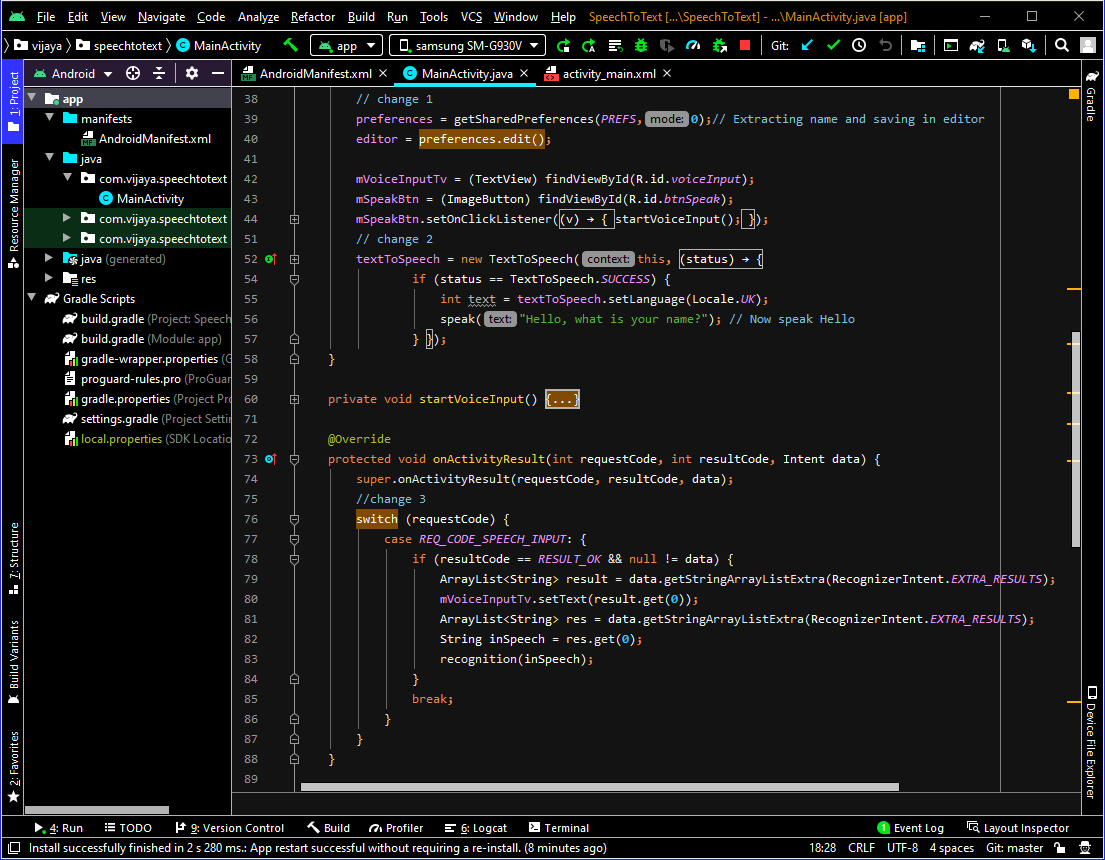 File Edit View Navigate Code Analyze Refactor Build Run Tools VCS Window Help SpeechToText [...\SpeechToText] - ...\MainActivity.java [app]
vijaya speechtotext MainActivity app samsung SM-G930V Git:
Android AndroidManifest.xml MainActivity.java activity_main.xml
1: Project
Resource Manager
7: Structure
Build Variants
2: Favorites
app
manifests
AndroidManifest.xml
java
com.vijaya.speechtotext
MainActivity
com.vijaya.speechtotext
com.vijaya.speechtotext
java (generated)
res
Gradle Scripts
build.gradle (Project: Speech
build.gradle (Module: app)
gradle-wrapper.properties (G
proguard-rules.pro (ProGuar
gradle.properties (Project Pro
settings.gradle (Project Settin
local.properties (SDK Locatio
38 // change 1
39 preferences = getSharedPreferences(PREFS, mode: 0);// Extracting name and saving in editor
40 editor = preferences.edit();
41
42 mVoiceInputTv = (TextView) findViewById(R.id.voiceInput);
43 mSpeakBtn = (ImageButton) findViewById(R.id.btnSpeak);
44 mSpeakBtn.setOnClickListener((v) → { startVoiceInput(); });
51 // change 2
52 textToSpeech = new TextToSpeech( context: this, (status) → {
54 if (status == TextToSpeech.SUCCESS) {
55 int text = textToSpeech.setLanguage(Locale.UK);
56 speak( text: "Hello, what is your name?"); // Now speak Hello
57 } });
58 }
59
60 private void startVoiceInput() {...}
71
72 @Override
73 protected void onActivityResult(int requestCode, int resultCode, Intent data) {
74 super.onActivityResult(requestCode, resultCode, data);
75 //change 3
76 switch (requestCode) {
77 case REQ_CODE_SPEECH_INPUT: {
78 if (resultCode == RESULT_OK && null != data) {
79 ArrayList<String> result = data.getStringArrayListExtra(RecognizerIntent.EXTRA_RESULTS);
80 mVoiceInputTv.setText(result.get(0));
81 ArrayList<String> res = data.getStringArrayListExtra(RecognizerIntent.EXTRA_RESULTS);
82 String inSpeech = res.get(0);
83 recognition(inSpeech);
84 }
85 break;
86 }
87 }
88 }
89
Gradle
Device File Explorer
4: Run TODO 9: Version Control Build Profiler 6: Logcat Terminal 1 Event Log Layout Inspector
Install successfully finished in 2 s 280 ms.: App restart successful without requiring a re-install. (8 minutes ago) 18:28 CRLF UTF-8 4 spaces Git: master